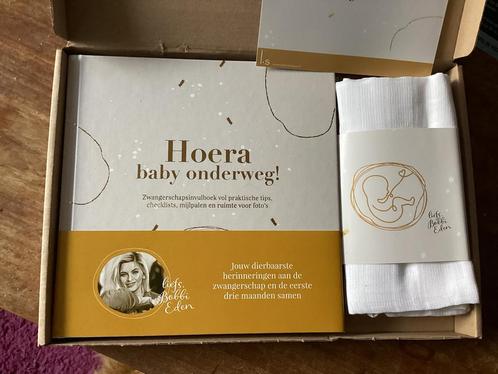 LS
Hoera
baby onderweg!
Zwangerschapsinvulboek vol praktische tips,
checklists, mijlpalen en ruimte voor foto's
Jouw dierbaarste
herinneringen aan de
zwangerschap en de eerste
drie maanden samen
liefs,
Bobbi
Eden
liefs,
Bobbi
Eden